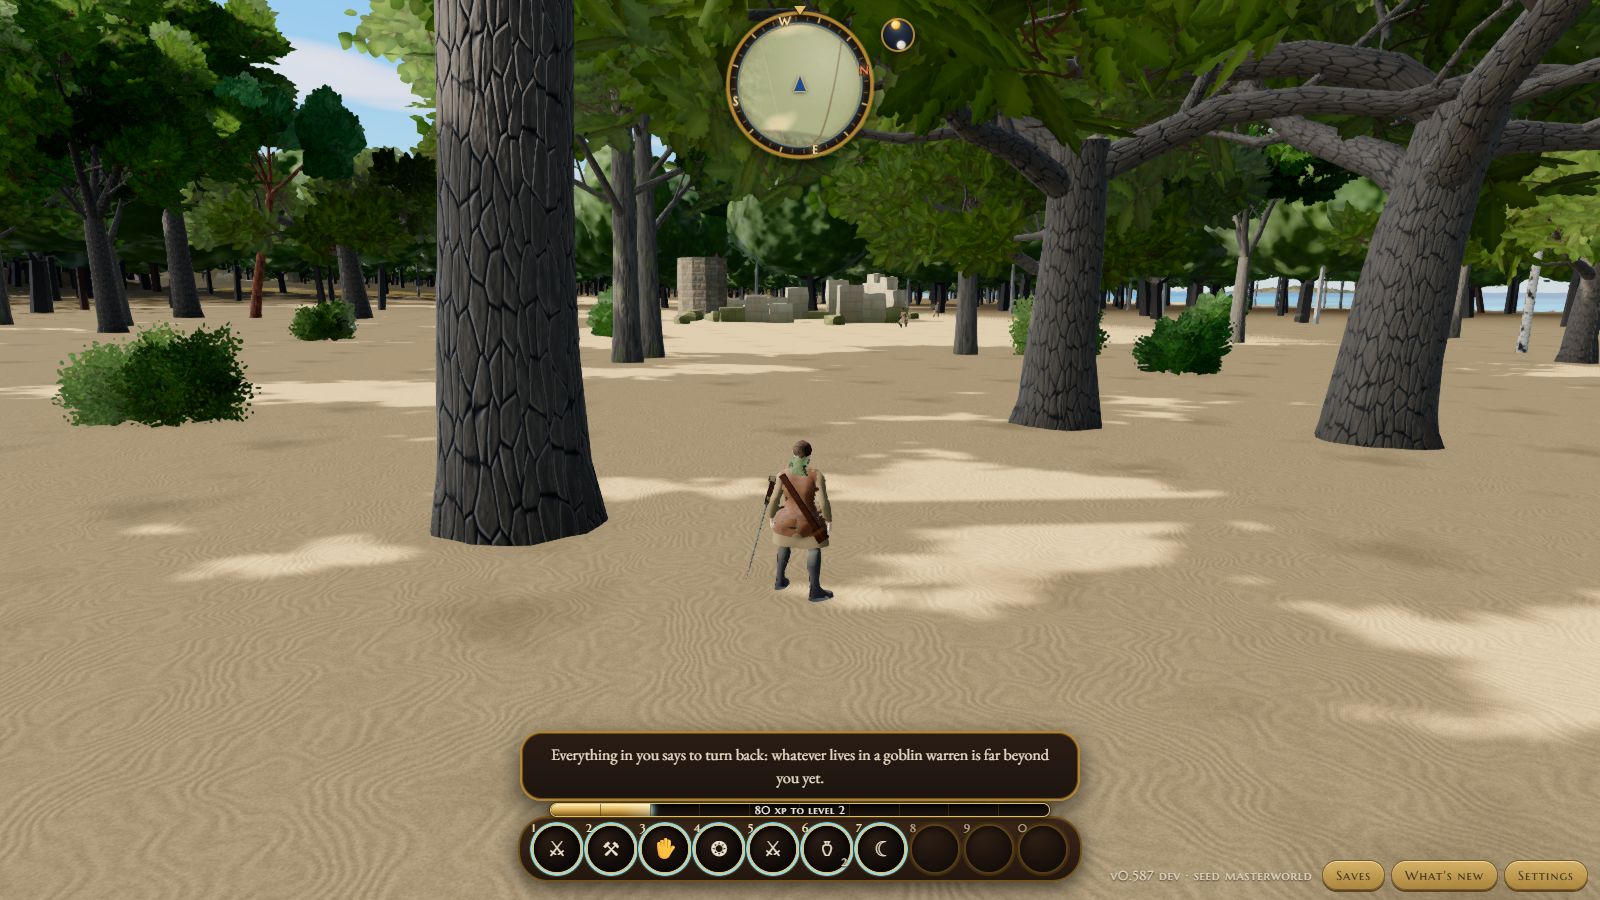 W
N
S
E
Everything in you says to turn back: whatever lives in a goblin warren is far beyond
you yet.
80 XP TO LEVEL 2
1 2 3 4 5 6 7 8 9 0
2
v0.587 DEV · SEED MASTERWORLD
SAVES
WHAT'S NEW
SETTINGS